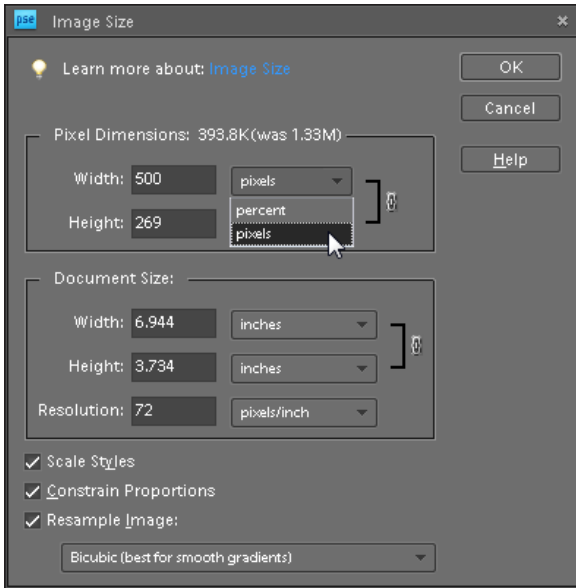 pse Image Size
Learn more about: Image Size
OK
Cancel
Help
Pixel Dimensions: 393.8K(was 1.33M)
Width: 500 pixels
percent
Height: 269
pixels
Document Size:
Width: 6.944 inches
Height: 3.734 inches
Resolution: 72 pixels/inch
Scale Styles
Constrain Proportions
Resample Image:
Bicubic (best for smooth gradients)